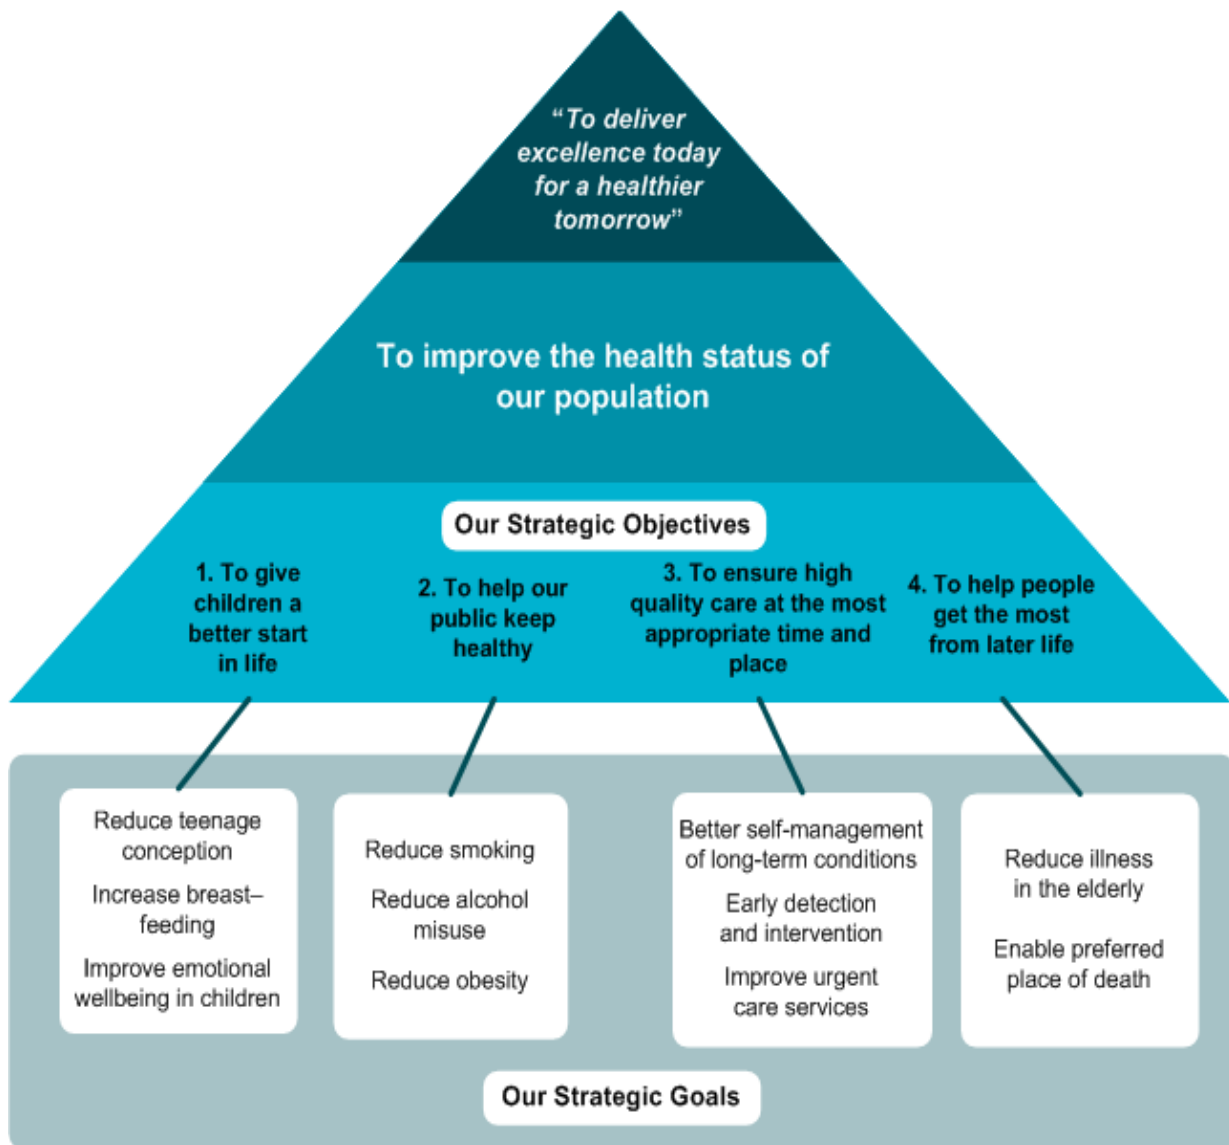 “To deliver
excellence today
for a healthier
tomorrow”
To improve the health status of
our population
Our Strategic Objectives
1. To give
children a
better start
in life
2. To help our
public keep
healthy
3. To ensure high
quality care at the most
appropriate time and
place
4. To help people
get the most
from later life
Reduce teenage
conception
Increase breast–
feeding
Improve emotional
wellbeing in children
Reduce smoking
Reduce alcohol
misuse
Reduce obesity
Better self-management
of long-term conditions
Early detection
and intervention
Improve urgent
care services
Reduce illness
in the elderly
Enable preferred
place of death
Our Strategic Goals